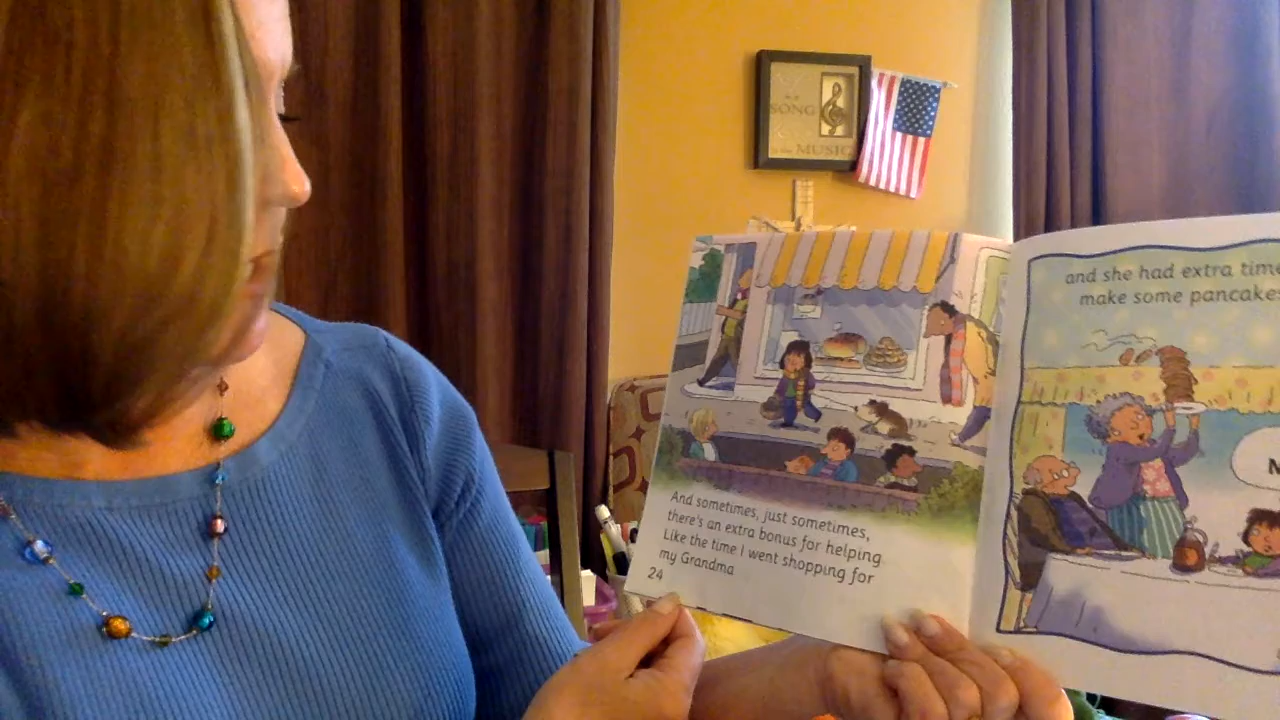 SONG
MUSIC
And sometimes, just sometimes,
there's an extra bonus for helping.
Like the time I went shopping for
my Grandma
24
and she had extra time
make some pancakes